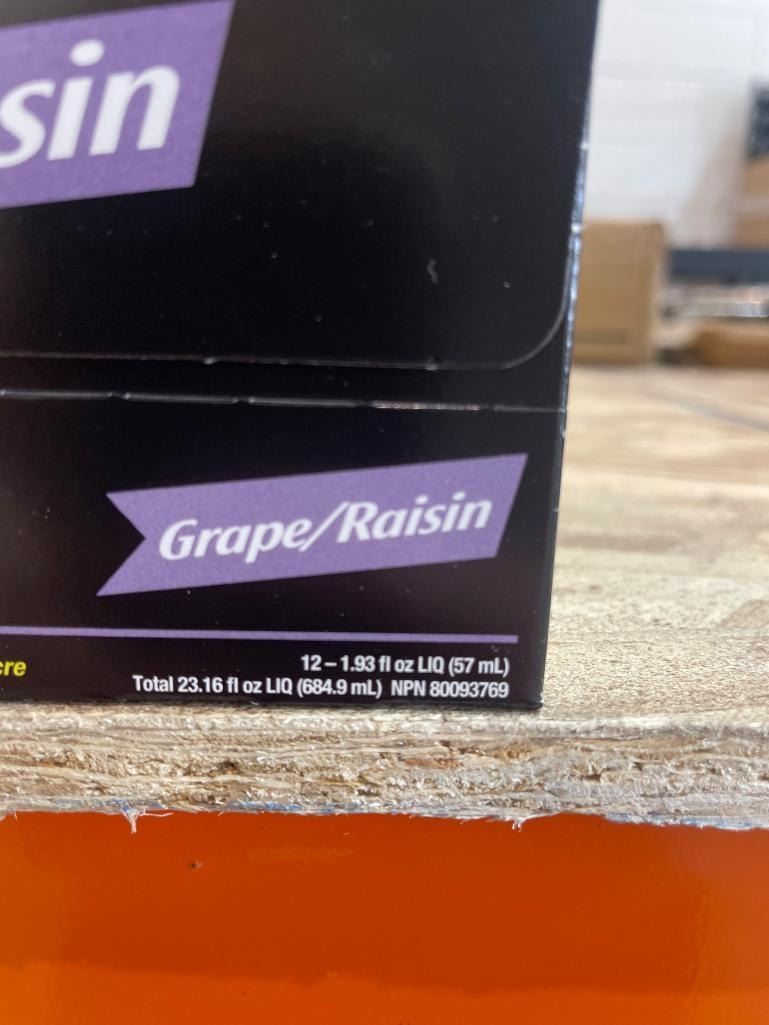 sin
Grape/Raisin
cre
12 – 1.93 fl oz LIQ (57 mL)
Total 23.16 fl oz LIQ (684.9 mL) NPN 80093769